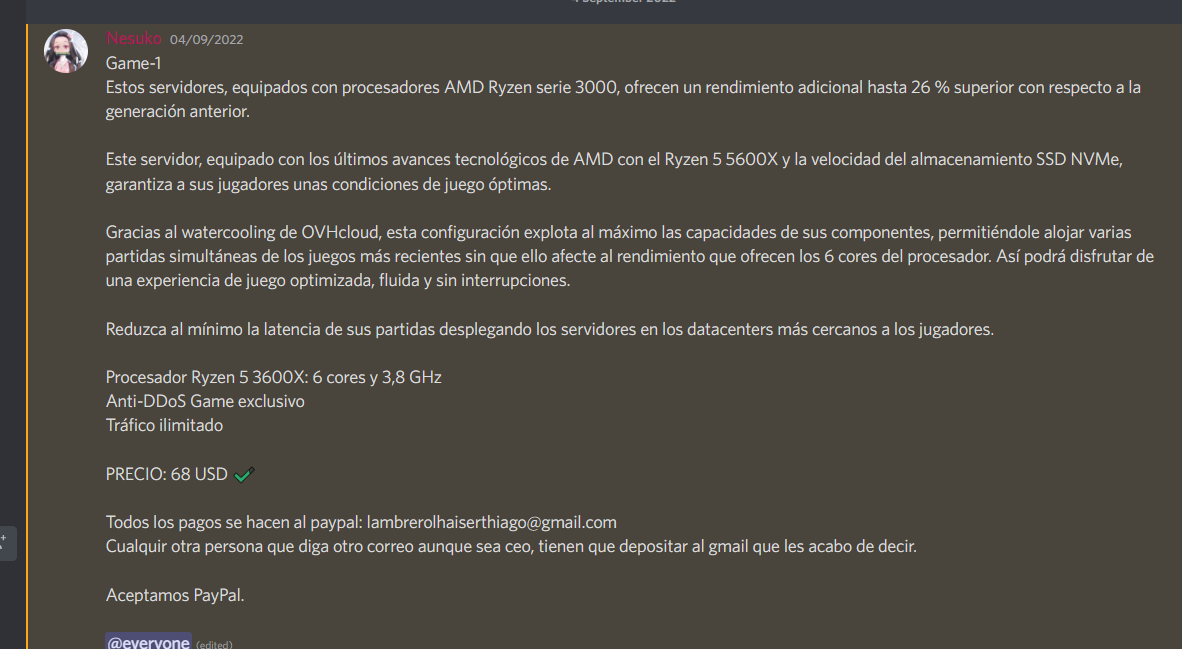 4 September 2022
Nesuko 04/09/2022
Game-1
Estos servidores, equipados con procesadores AMD Ryzen serie 3000, ofrecen un rendimiento adicional hasta 26 % superior con respecto a la
generación anterior.
Este servidor, equipado con los últimos avances tecnológicos de AMD con el Ryzen 5 5600X y la velocidad del almacenamiento SSD NVMe,
garantiza a sus jugadores unas condiciones de juego óptimas.
Gracias al watercooling de OVHcloud, esta configuración explota al máximo las capacidades de sus componentes, permitiéndole alojar varias
partidas simultáneas de los juegos más recientes sin que ello afecte al rendimiento que ofrecen los 6 cores del procesador. Así podrá disfrutar de
una experiencia de juego optimizada, fluida y sin interrupciones.
Reduzca al mínimo la latencia de sus partidas desplegando los servidores en los datacenters más cercanos a los jugadores.
Procesador Ryzen 5 3600X: 6 cores y 3,8 GHz
Anti-DDoS Game exclusivo
Tráfico ilimitado
PRECIO: 68 USD
Todos los pagos se hacen al paypal: lambrerolhaiserthiago@gmail.com
Cualquir otra persona que diga otro correo aunque sea ceo, tienen que depositar al gmail que les acabo de decir.
Aceptamos PayPal.
@everyone (edited)